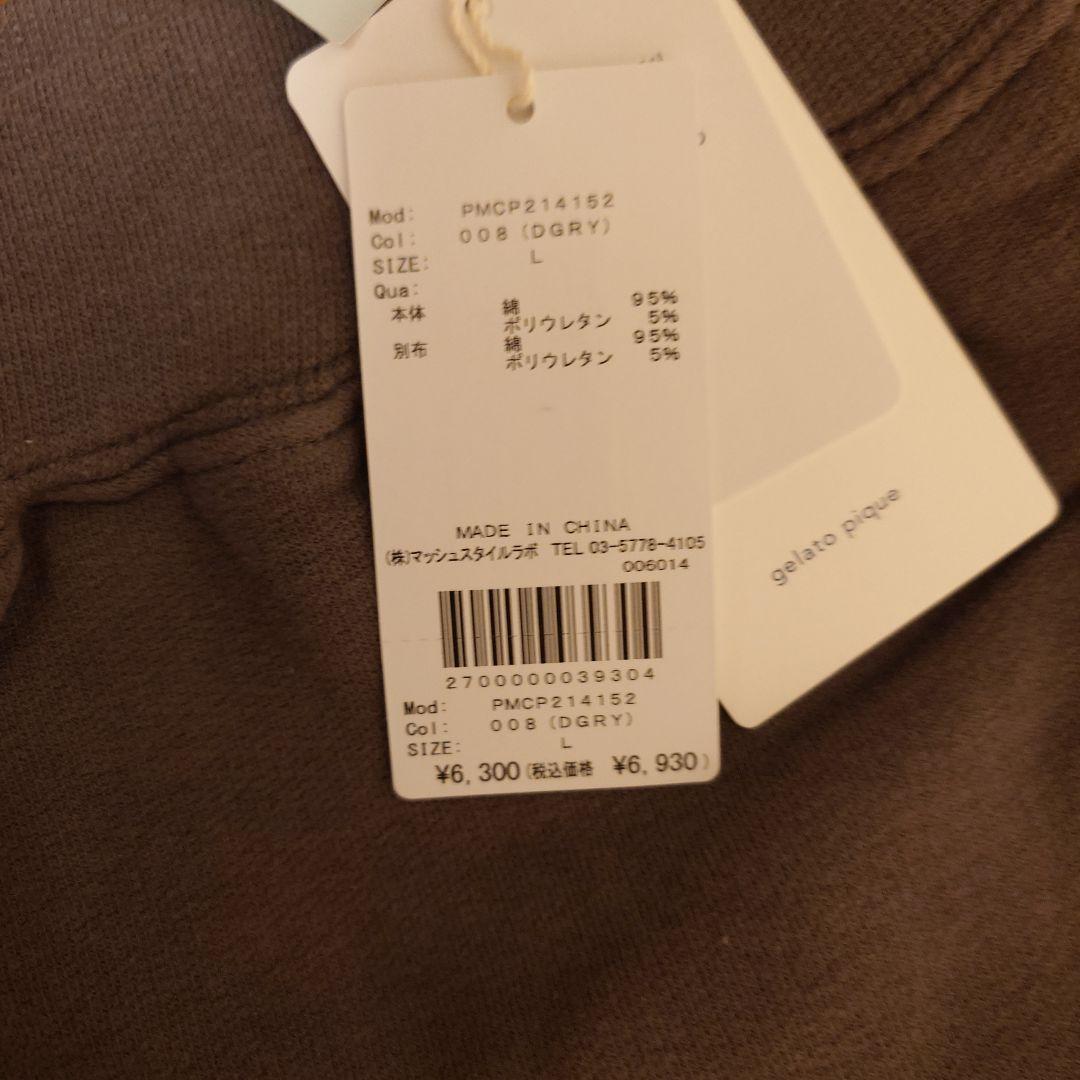 Mod: PMCP214152
Col: 008 (DGRY)
SIZE: L
Qua:
本体 綿 95%
ポリウレタン 5%
別布 綿 95%
ポリウレタン 5%
MADE IN CHINA
(株)マッシュスタイルラボ TEL 03-5778-4105
006014
2700000039304
Mod: PMCP214152
Col: 008 (DGRY)
SIZE: L
¥6,300(税込価格 ¥6,930)
gelato pique